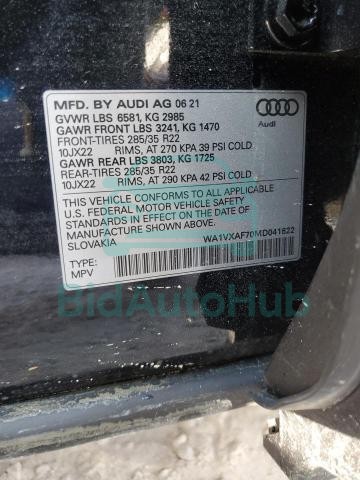 MFD. BY AUDI AG 06 21
GVWR LBS 6581, KG 2985
GAWR FRONT LBS 3241, KG 1470
FRONT-TIRES 285/35 R22
10JX22 RIMS, AT 270 KPA 39 PSI COLD
GAWR REAR LBS 3803, KG 1725
REAR-TIRES 285/35 R22
10JX22 RIMS, AT 290 KPA 42 PSI COLD
THIS VEHICLE CONFORMS TO ALL APPLICABLE
U.S. FEDERAL MOTOR VEHICLE SAFETY
STANDARDS IN EFFECT ON THE DATE OF
MANUFACTURE SHOWN ABOVE.
SLOVAKIA
WA1VXAF70MD041622
TYPE:
MPV
Audi
BidAutoHub